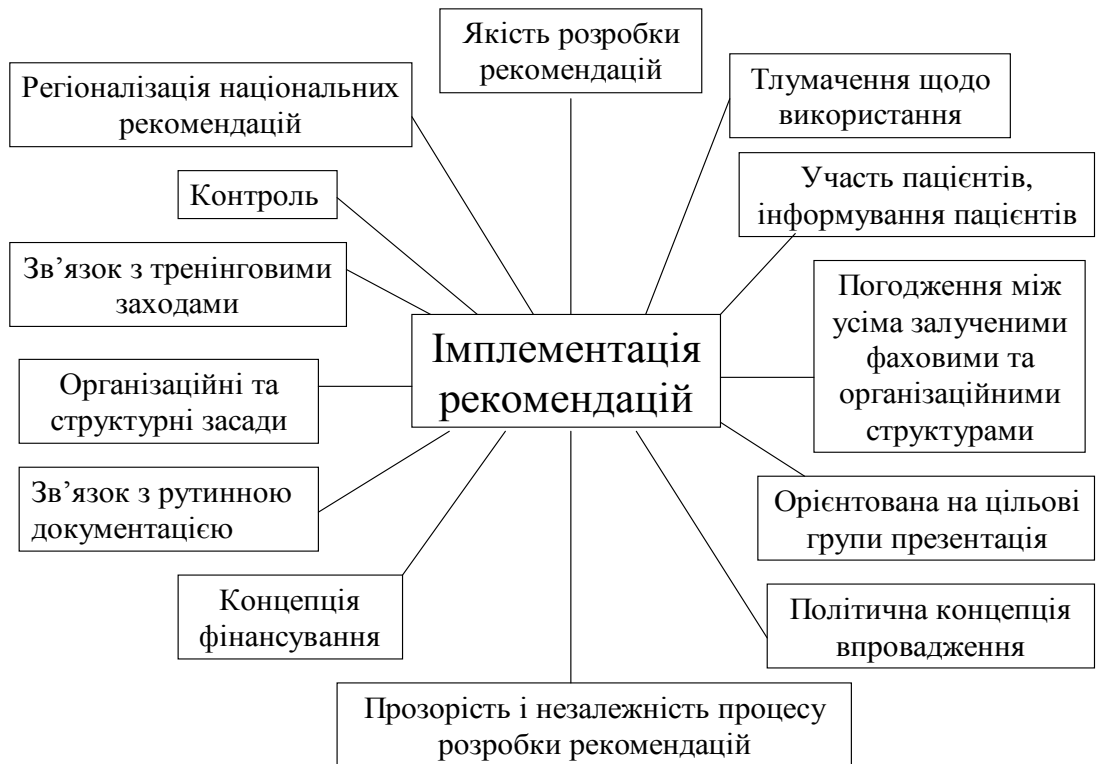 Якість розробки
рекомендацій
Регіоналізація національних
рекомендацій
Тлумачення щодо
використання
Контроль
Участь пацієнтів,
інформування пацієнтів
Зв’язок з тренінговими
заходами
Погодження між
усіма залученими
фаховими та
організаційними
структурами
Імплементація
рекомендацій
Організаційні та
структурні засади
Зв’язок з рутинною
документацією
Орієнтована на цільові
групи презентація
Концепція
фінансування
Політична концепція
впровадження
Прозорість і незалежність процесу
розробки рекомендацій